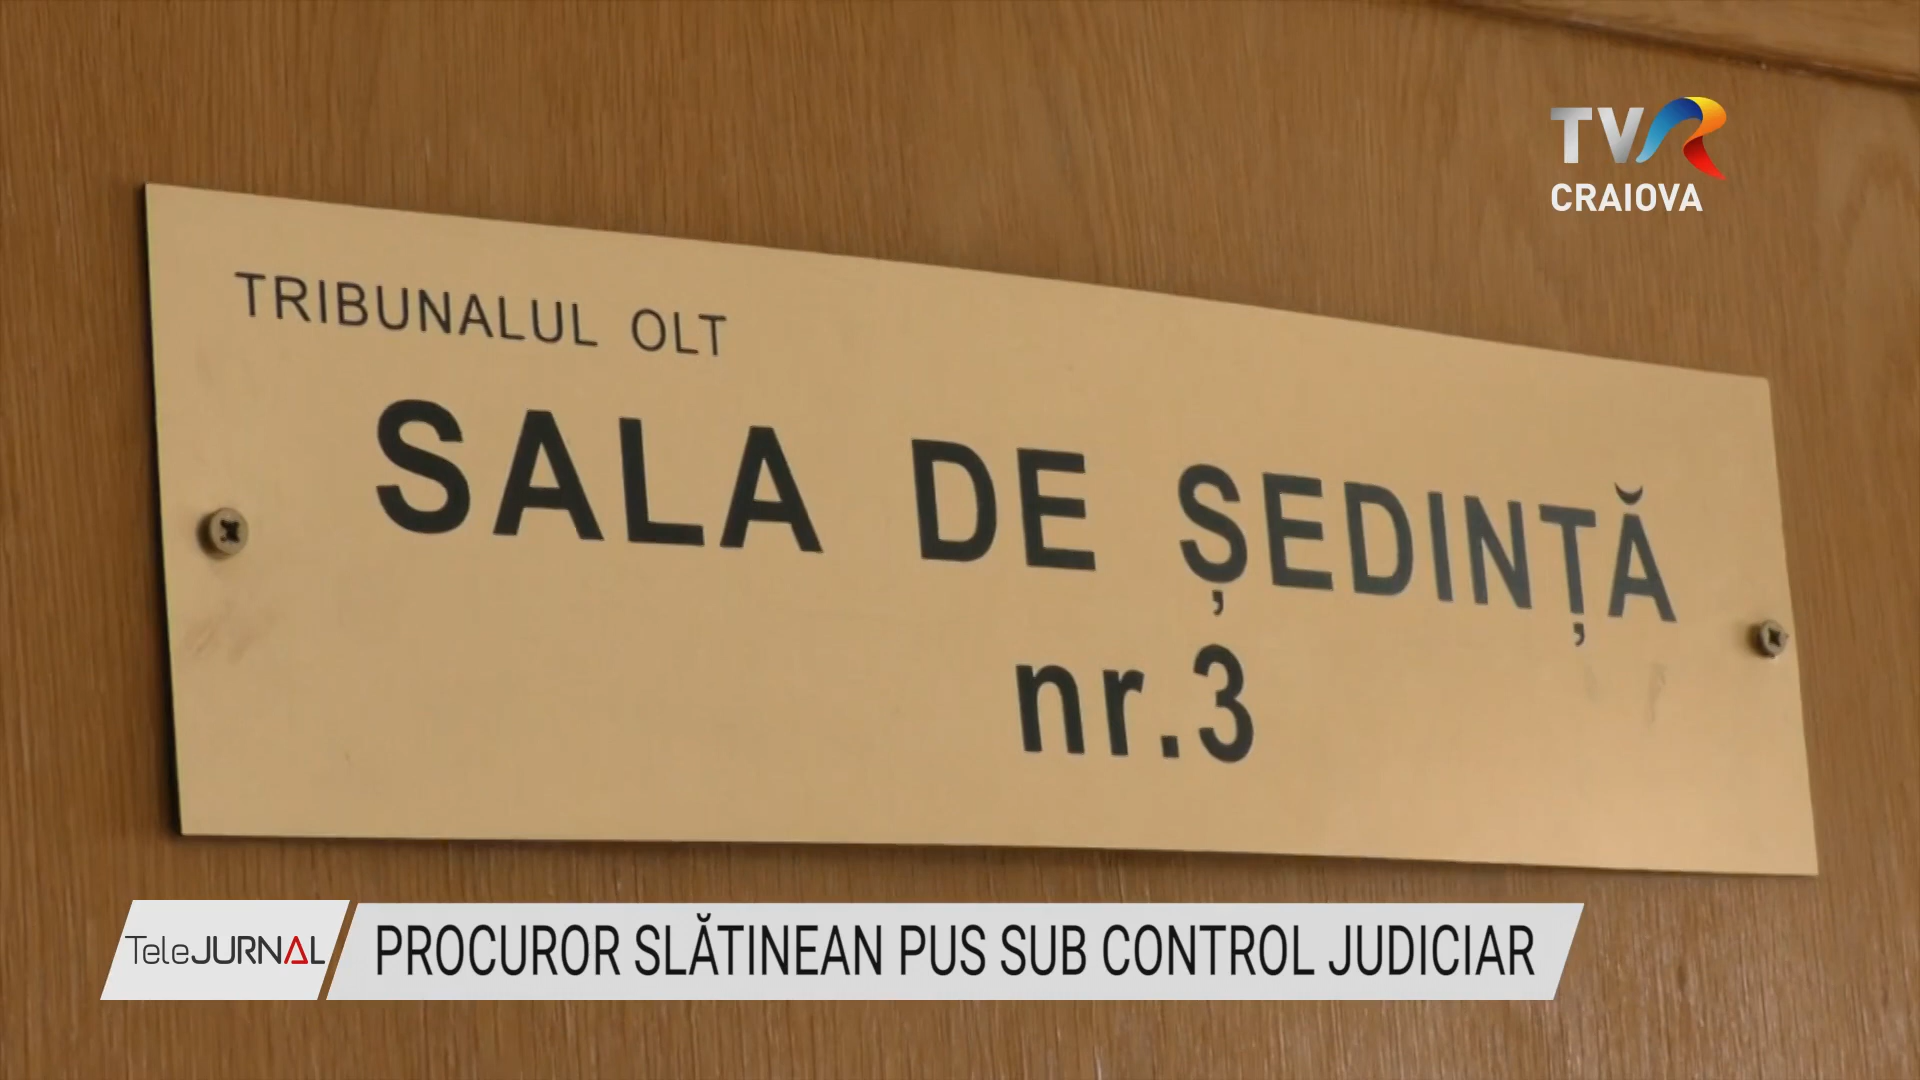 TVR
CRAIOVA
TRIBUNALUL OLT
SALA DE ȘEDINȚĂ
nr.3
TeleJURNAL
PROCUROR SLĂTINEAN PUS SUB CONTROL JUDICIAR